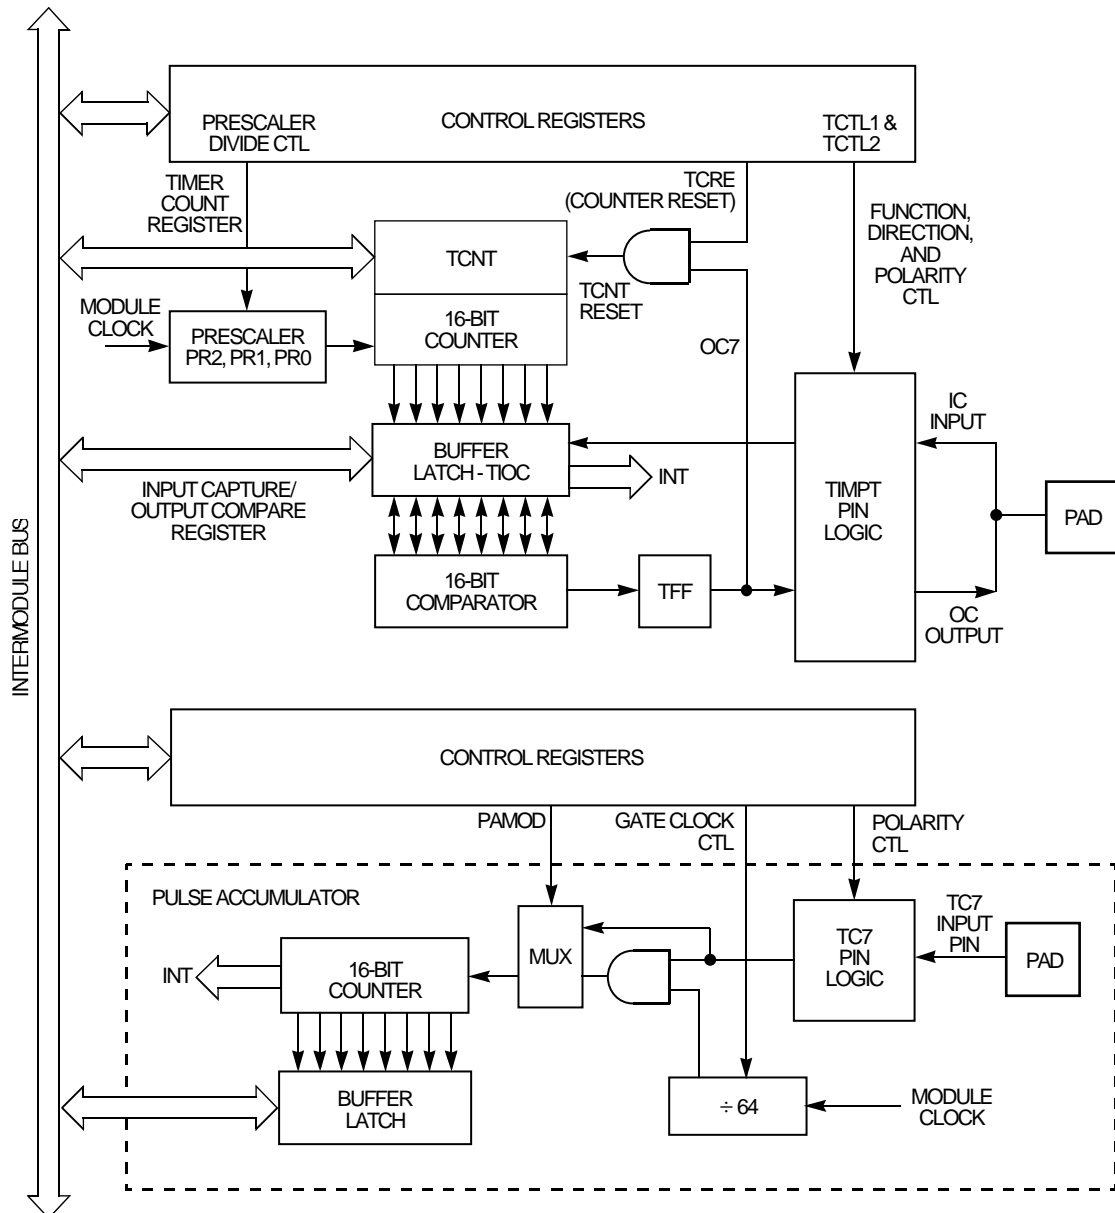 INTERMODULE BUS
PRESCALER
DIVIDE CTL
CONTROL REGISTERS
TCTL1 &
TCTL2
TIMER
COUNT
REGISTER
TCRE
(COUNTER RESET)
FUNCTION,
DIRECTION,
AND
POLARITY
CTL
TCNT
TCNT
RESET
MODULE
CLOCK
PRESCALER
PR2, PR1, PR0
16-BIT
COUNTER
OC7
IC
INPUT
BUFFER
LATCH - TIOC
INT
INPUT CAPTURE/
OUTPUT COMPARE
REGISTER
TIMPT
PIN
LOGIC
PAD
16-BIT
COMPARATOR
TFF
OC
OUTPUT
CONTROL REGISTERS
PAMOD
GATE CLOCK
CTL
POLARITY
CTL
PULSE ACCUMULATOR
TC7
INPUT
PIN
INT
16-BIT
COUNTER
MUX
TC7
PIN
LOGIC
PAD
BUFFER
LATCH
÷ 64
MODULE
CLOCK